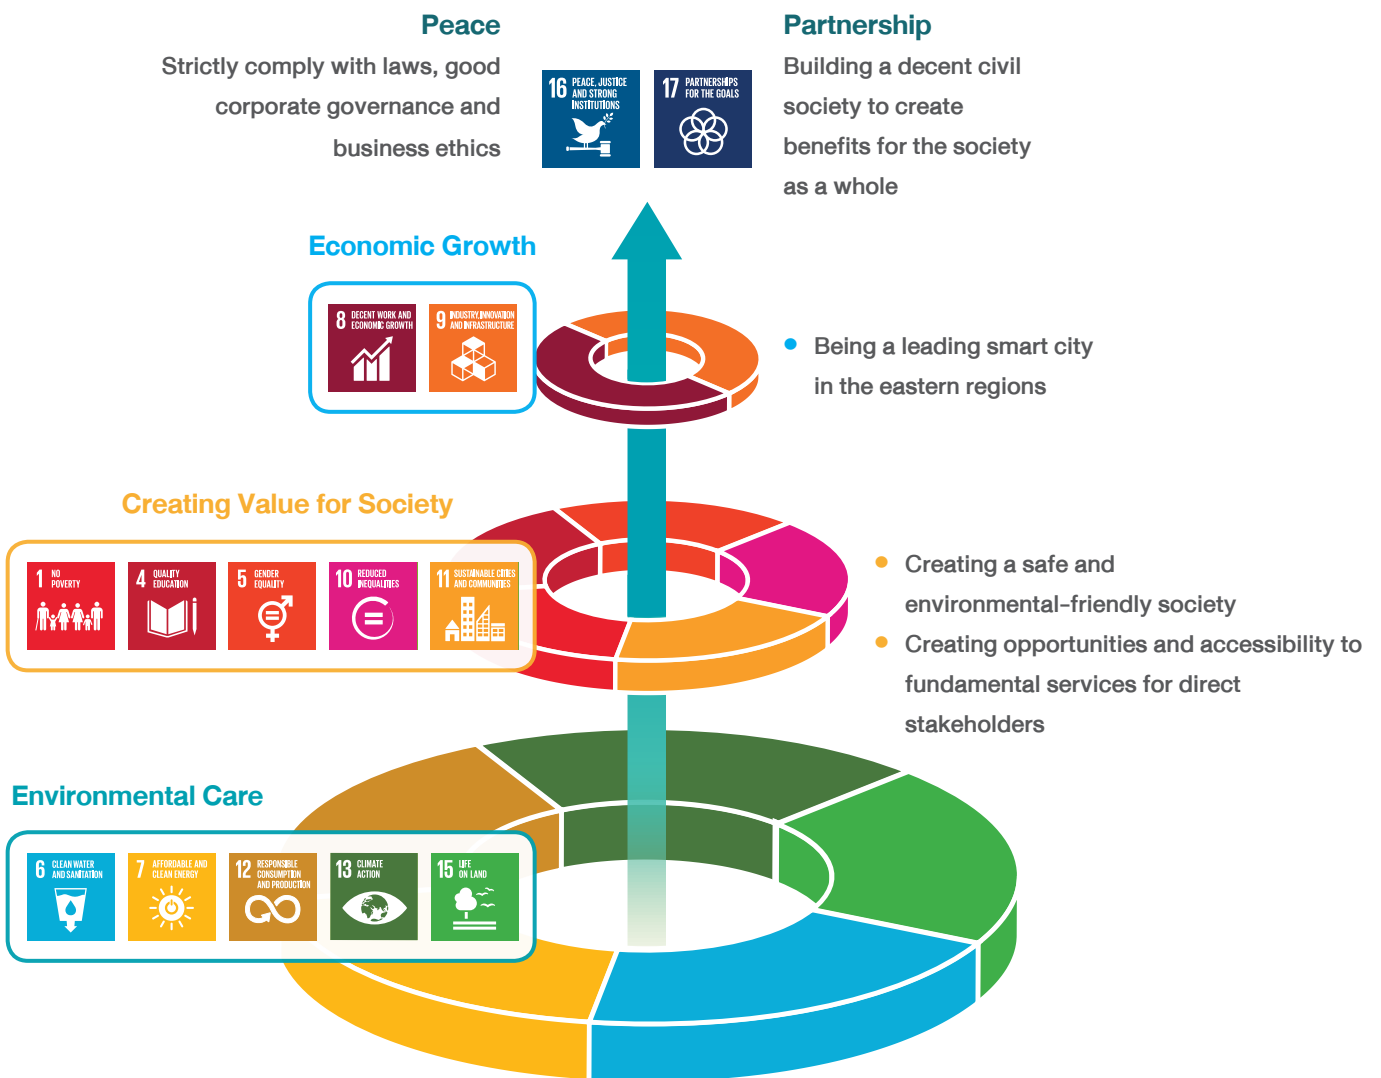 Peace
Strictly comply with laws, good
corporate governance and
business ethics
16 PEACE, JUSTICE
AND STRONG
INSTITUTIONS
17 PARTNERSHIPS
FOR THE GOALS
Partnership
Building a decent civil
society to create
benefits for the society
as a whole
Economic Growth
8 DECENT WORK AND
ECONOMIC GROWTH
9 INDUSTRY, INNOVATION
AND INFRASTRUCTURE
• Being a leading smart city
in the eastern regions
Creating Value for Society
1 NO
POVERTY
4 QUALITY
EDUCATION
5 GENDER
EQUALITY
10 REDUCED
INEQUALITIES
11 SUSTAINABLE CITIES
AND COMMUNITIES
• Creating a safe and
environmental-friendly society
• Creating opportunities and accessibility to
fundamental services for direct
stakeholders
Environmental Care
6 CLEAN WATER
AND SANITATION
7 AFFORDABLE AND
CLEAN ENERGY
12 RESPONSIBLE
CONSUMPTION
AND PRODUCTION
13 CLIMATE
ACTION
15 LIFE
ON LAND